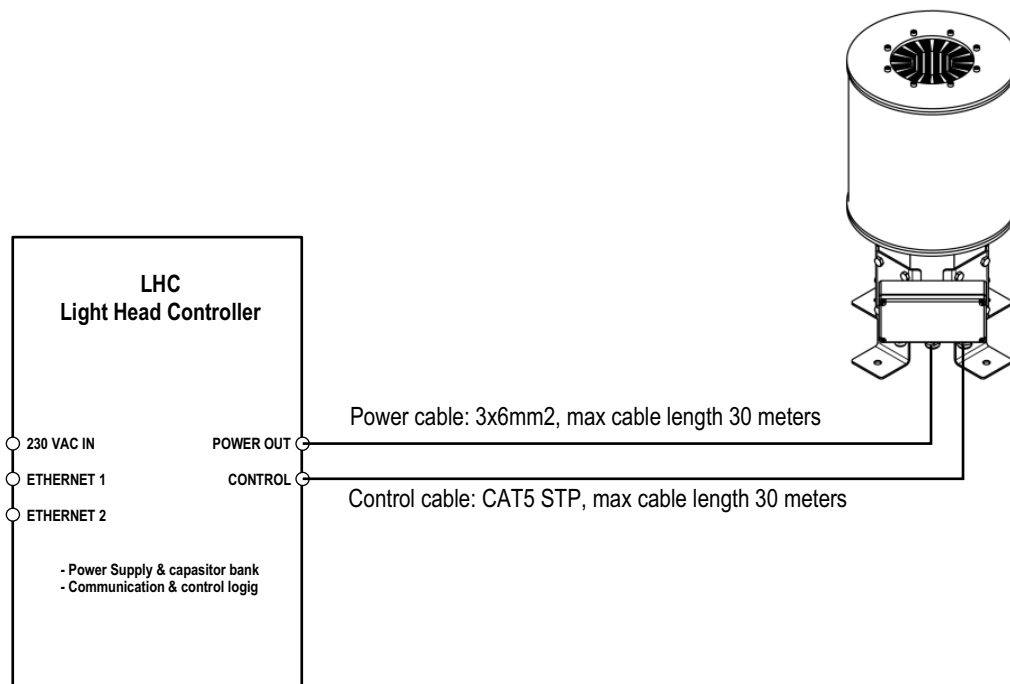 LHC
Light Head Controller
Power cable: 3x6mm2, max cable length 30 meters
230 VAC IN
POWER OUT
ETHERNET 1
CONTROL
Control cable: CAT5 STP, max cable length 30 meters
ETHERNET 2
- Power Supply & capasitor bank
- Communication & control logig